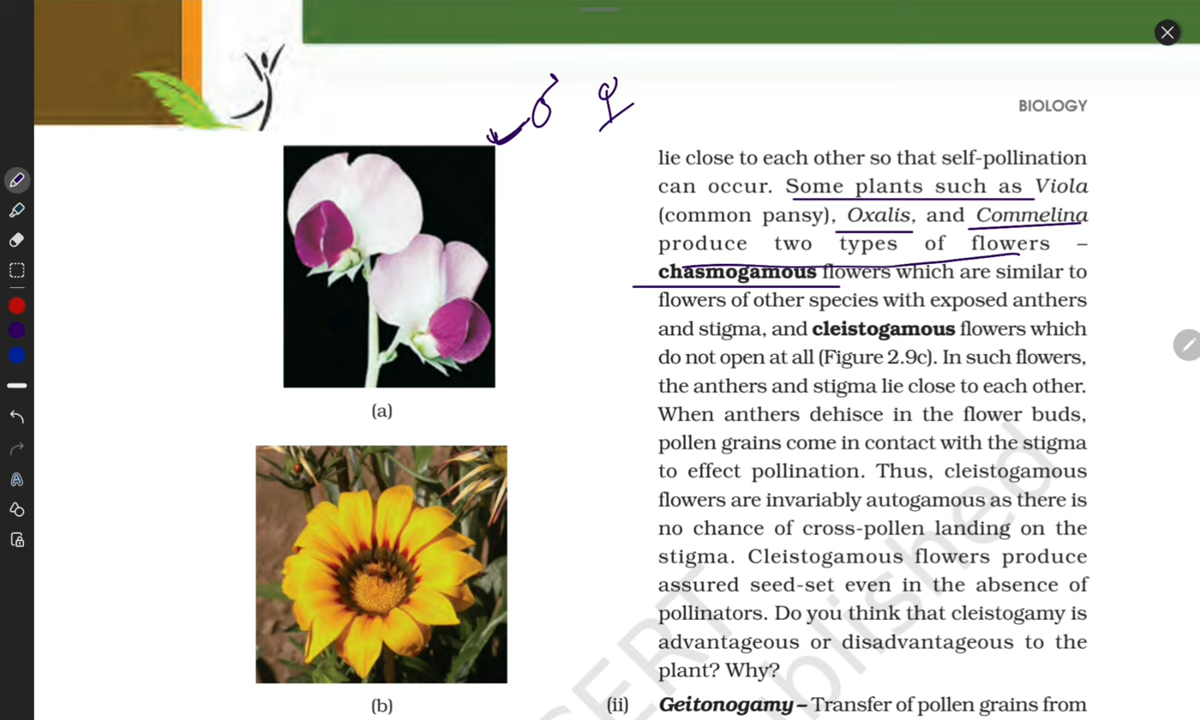 BIOLOGY
lie close to each other so that self-pollination
can occur. Some plants such as Viola
(common pansy), Oxalis, and Commelina
produce two types of flowers –
chasmogamous flowers which are similar to
flowers of other species with exposed anthers
and stigma, and cleistogamous flowers which
do not open at all (Figure 2.9c). In such flowers,
the anthers and stigma lie close to each other.
When anthers dehisce in the flower buds,
pollen grains come in contact with the stigma
to effect pollination. Thus, cleistogamous
flowers are invariably autogamous as there is
no chance of cross-pollen landing on the
stigma. Cleistogamous flowers produce
assured seed-set even in the absence of
pollinators. Do you think that cleistogamy is
advantageous or disadvantageous to the
plant? Why?
(ii) Geitonogamy – Transfer of pollen grains from
(a)
(b)